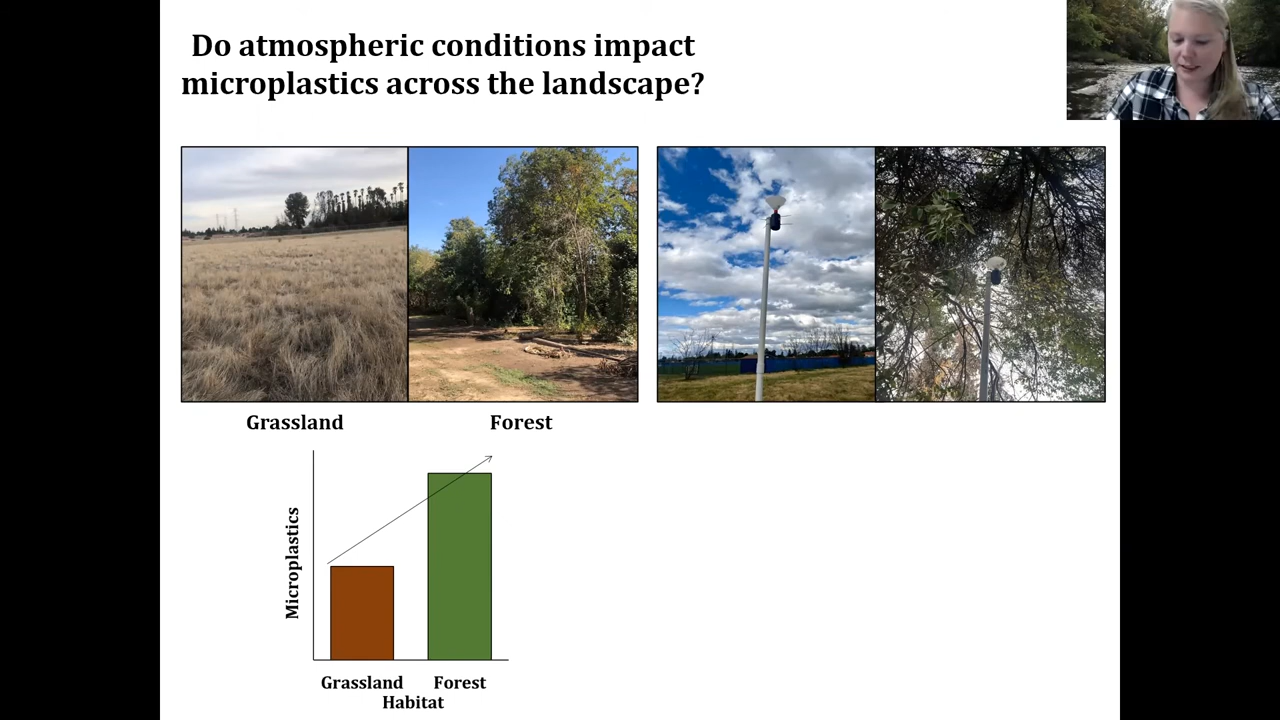 Do atmospheric conditions impact
microplastics across the landscape?
Grassland
Forest
Microplastics
Grassland
Forest
Habitat